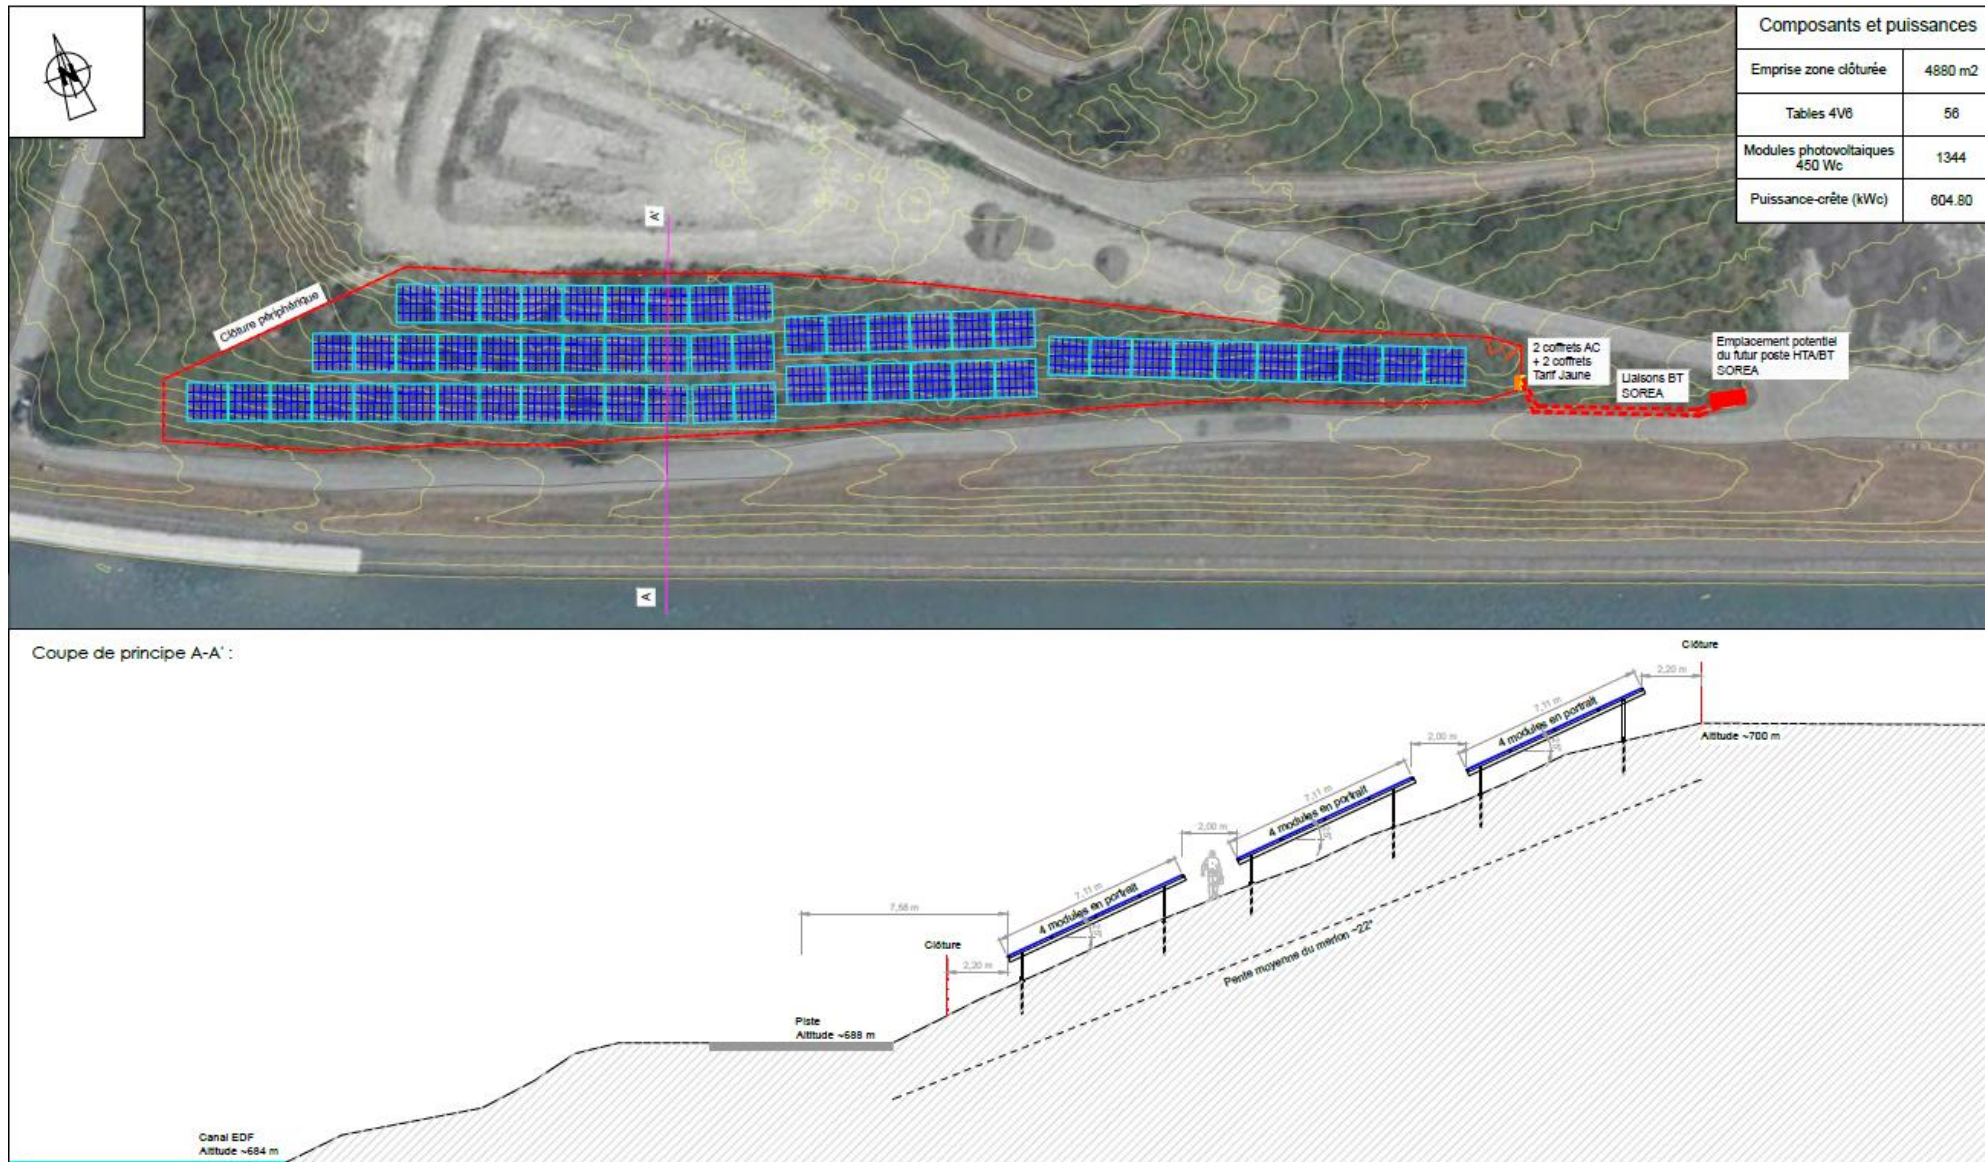 N
Composants et puissances
Emprise zone clôturée 4880 m2
Tables 4V6 56
Modules photovoltaiques
450 Wc
1344
Puissance-crête (kWc) 604.80
Clôture périphérique
A'
A
2 coffrets AC
+ 2 coffrets
Tarif Jaune
Liaisons BT
SOREA
Emplacement potentiel
du futur poste HTA/BT
SOREA
Coupe de principe A-A' :
Clôture
2,20 m
7,11 m
4 modules en portrait
2,00 m
Altitude ~700 m
7,11 m
4 modules en portrait
2,00 m
7,11 m
4 modules en portrait
7,58 m
Clôture
2,20 m
Pente moyenne du merlon ~22°
Piste
Altitude ~688 m
Canal EDF
Altitude ~684 m